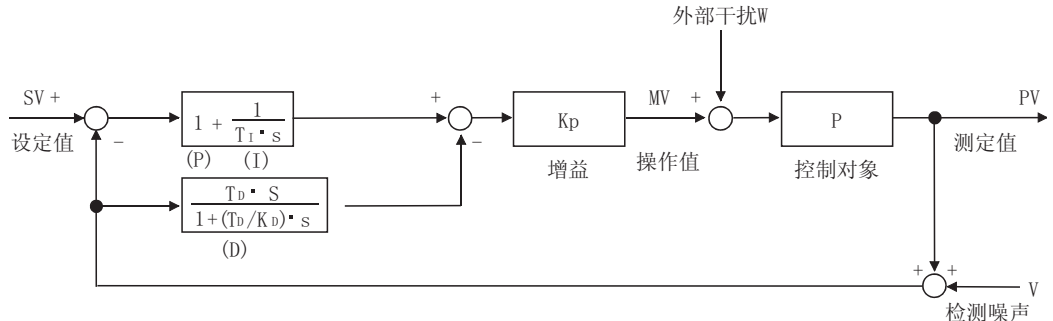 外部干扰W
SV +
设定值
−
1 + 1
TI · s
(P)
(I)
+
−
Kp
增益
MV
+
操作值
P
控制对象
PV
测定值
TD · S
1+(TD/KD) · s
(D)
+
+
V
检测噪声